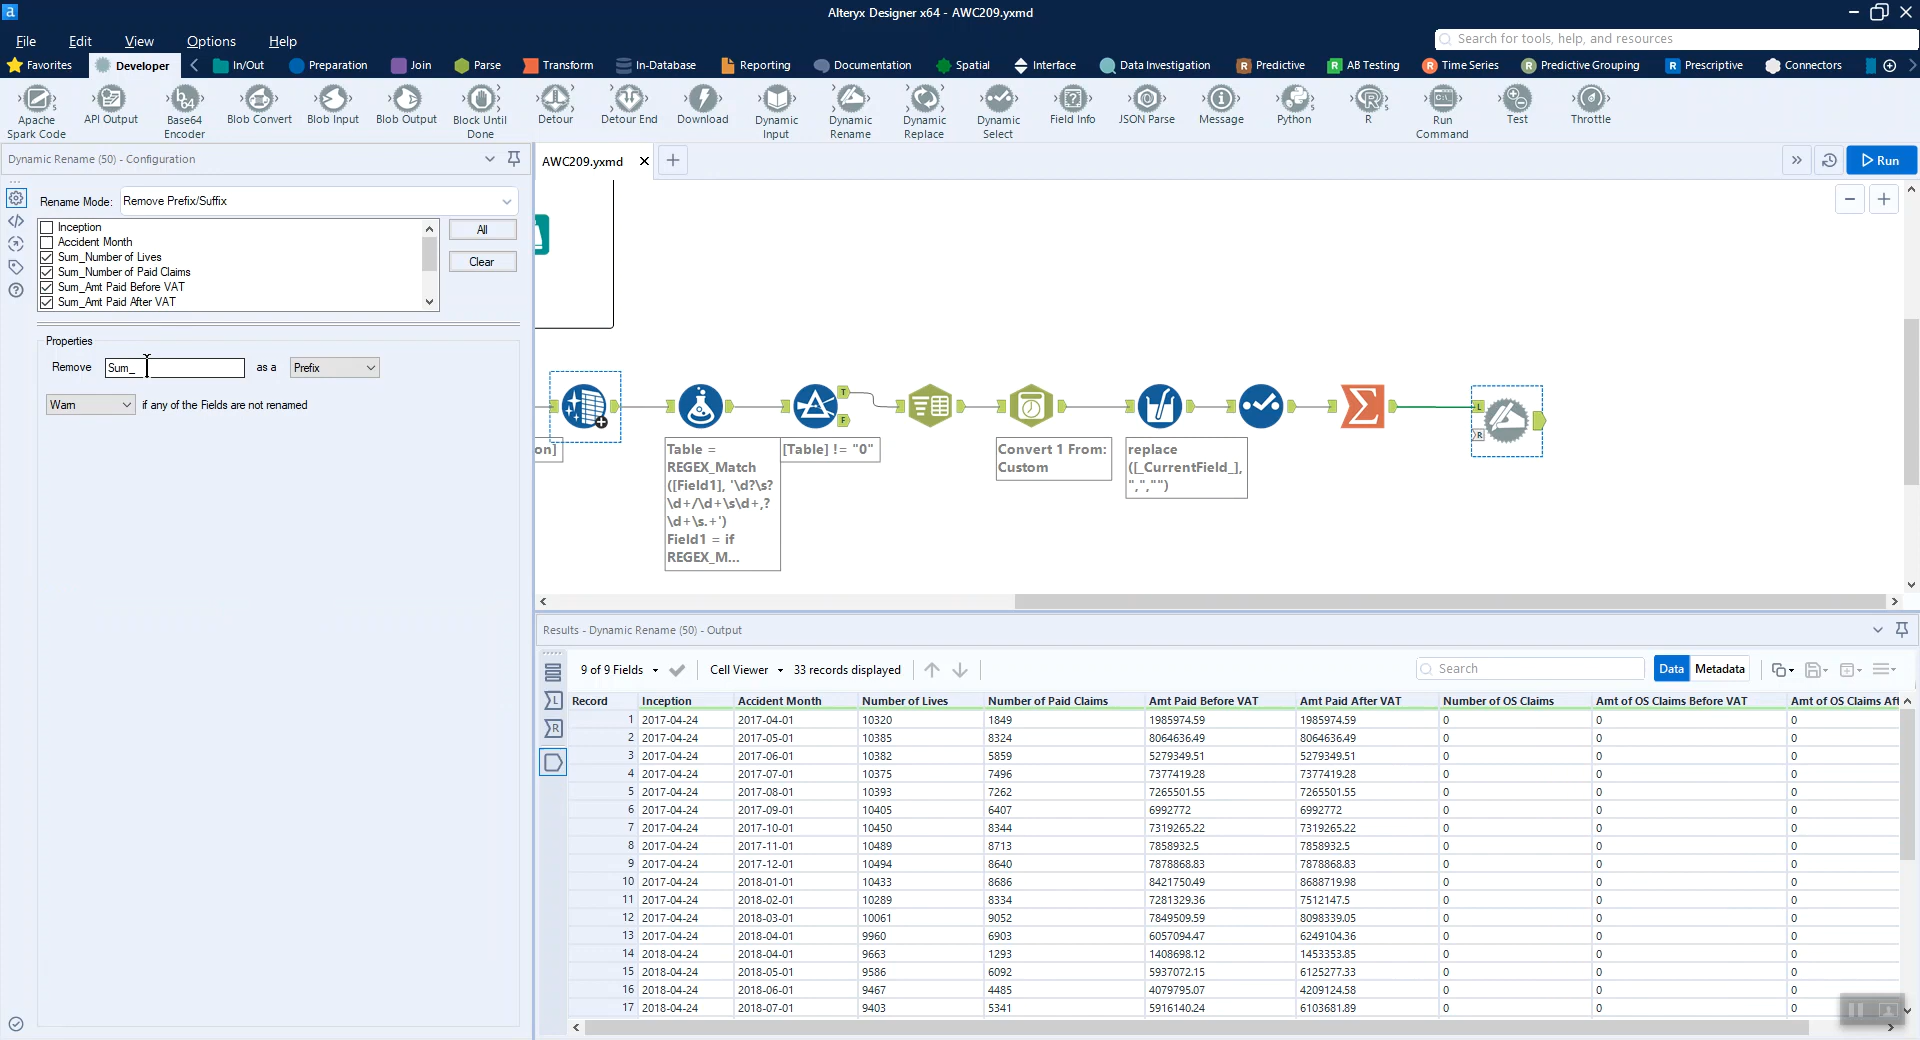 Alteryx Designer x64 - AWC209.yxmd
File Edit View Options Help
Search for tools, help, and resources
Favorites Developer In/Out Preparation Join Parse Transform In-Database Reporting Documentation Spatial Interface Data Investigation Predictive AB Testing Time Series Predictive Grouping Prescriptive Connectors
Apache Spark Code
API Output
Base64 Encoder
Blob Convert
Blob Input
Blob Output
Block Until Done
Detour
Detour End
Download
Dynamic Input
Dynamic Rename
Dynamic Replace
Dynamic Select
Field Info
JSON Parse
Message
Python
R
Run Command
Test
Throttle
Dynamic Rename (50) - Configuration
Rename Mode: Remove Prefix/Suffix
Inception
Accident Month
Sum_Number of Lives
Sum_Number of Paid Claims
Sum_Amt Paid Before VAT
Sum_Amt Paid After VAT
All
Clear
Properties
Remove Sum_ as a Prefix
Warn if any of the Fields are not renamed
AWC209.yxmd
Run
on]
Table =
REGEX_Match
([Field1], '\d?\s?
\d+/\d+\s\d+,?
\d+\s.+')
Field1 = if
REGEX_M...
[Table] != "0"
Convert 1 From:
Custom
replace
([_CurrentField_],
",","")
T
F
L
R
Results - Dynamic Rename (50) - Output
9 of 9 Fields Cell Viewer 33 records displayed Search Data Metadata
Record Inception Accident Month Number of Lives Number of Paid Claims Amt Paid Before VAT Amt Paid After VAT Number of OS Claims Amt of OS Claims Before VAT Amt of OS Claims Aft
1 2017-04-24 2017-04-01 10320 1849 1985974.59 1985974.59 0 0 0
2 2017-04-24 2017-05-01 10385 8324 8064636.49 8064636.49 0 0 0
3 2017-04-24 2017-06-01 10382 5859 5279349.51 5279349.51 0 0 0
4 2017-04-24 2017-07-01 10375 7496 7377419.28 7377419.28 0 0 0
5 2017-04-24 2017-08-01 10393 7262 7265501.55 7265501.55 0 0 0
6 2017-04-24 2017-09-01 10405 6407 6992772 6992772 0 0 0
7 2017-04-24 2017-10-01 10450 8344 7319265.22 7319265.22 0 0 0
8 2017-04-24 2017-11-01 10489 8713 7858932.5 7858932.5 0 0 0
9 2017-04-24 2017-12-01 10494 8640 7878868.83 7878868.83 0 0 0
10 2017-04-24 2018-01-01 10433 8686 8421750.49 8688719.98 0 0 0
11 2017-04-24 2018-02-01 10289 8334 7281329.36 7512147.5 0 0 0
12 2017-04-24 2018-03-01 10061 9052 7849509.59 8098339.05 0 0 0
13 2017-04-24 2018-04-01 9960 6903 6057094.47 6249104.36 0 0 0
14 2018-04-24 2018-04-01 9663 1293 1408698.12 1453353.85 0 0 0
15 2018-04-24 2018-05-01 9586 6092 5937072.15 6125277.33 0 0 0
16 2018-04-24 2018-06-01 9467 4485 4079795.07 4209124.58 0 0 0
17 2018-04-24 2018-07-01 9403 5341 5916140.24 6103681.89 0 0 0